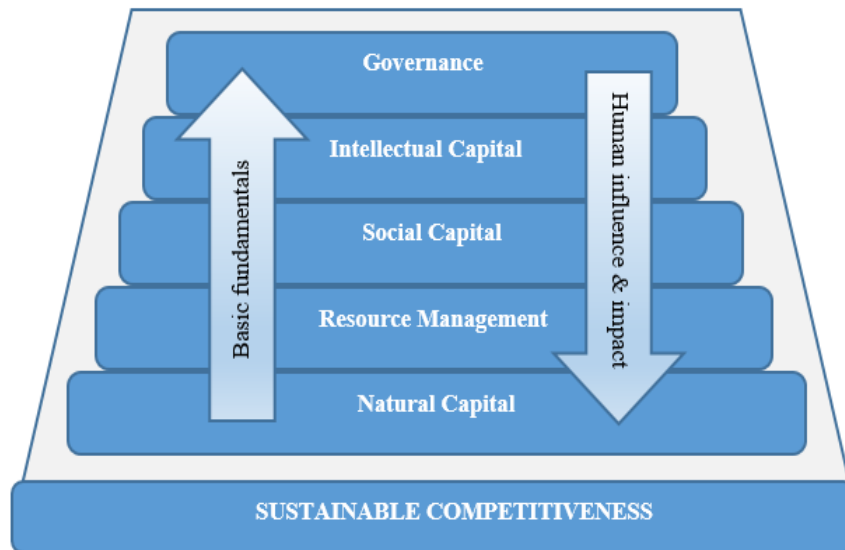 Governance
Intellectual Capital
Social Capital
Resource Management
Natural Capital
Basic fundamentals
Human influence & impact
SUSTAINABLE COMPETITIVENESS